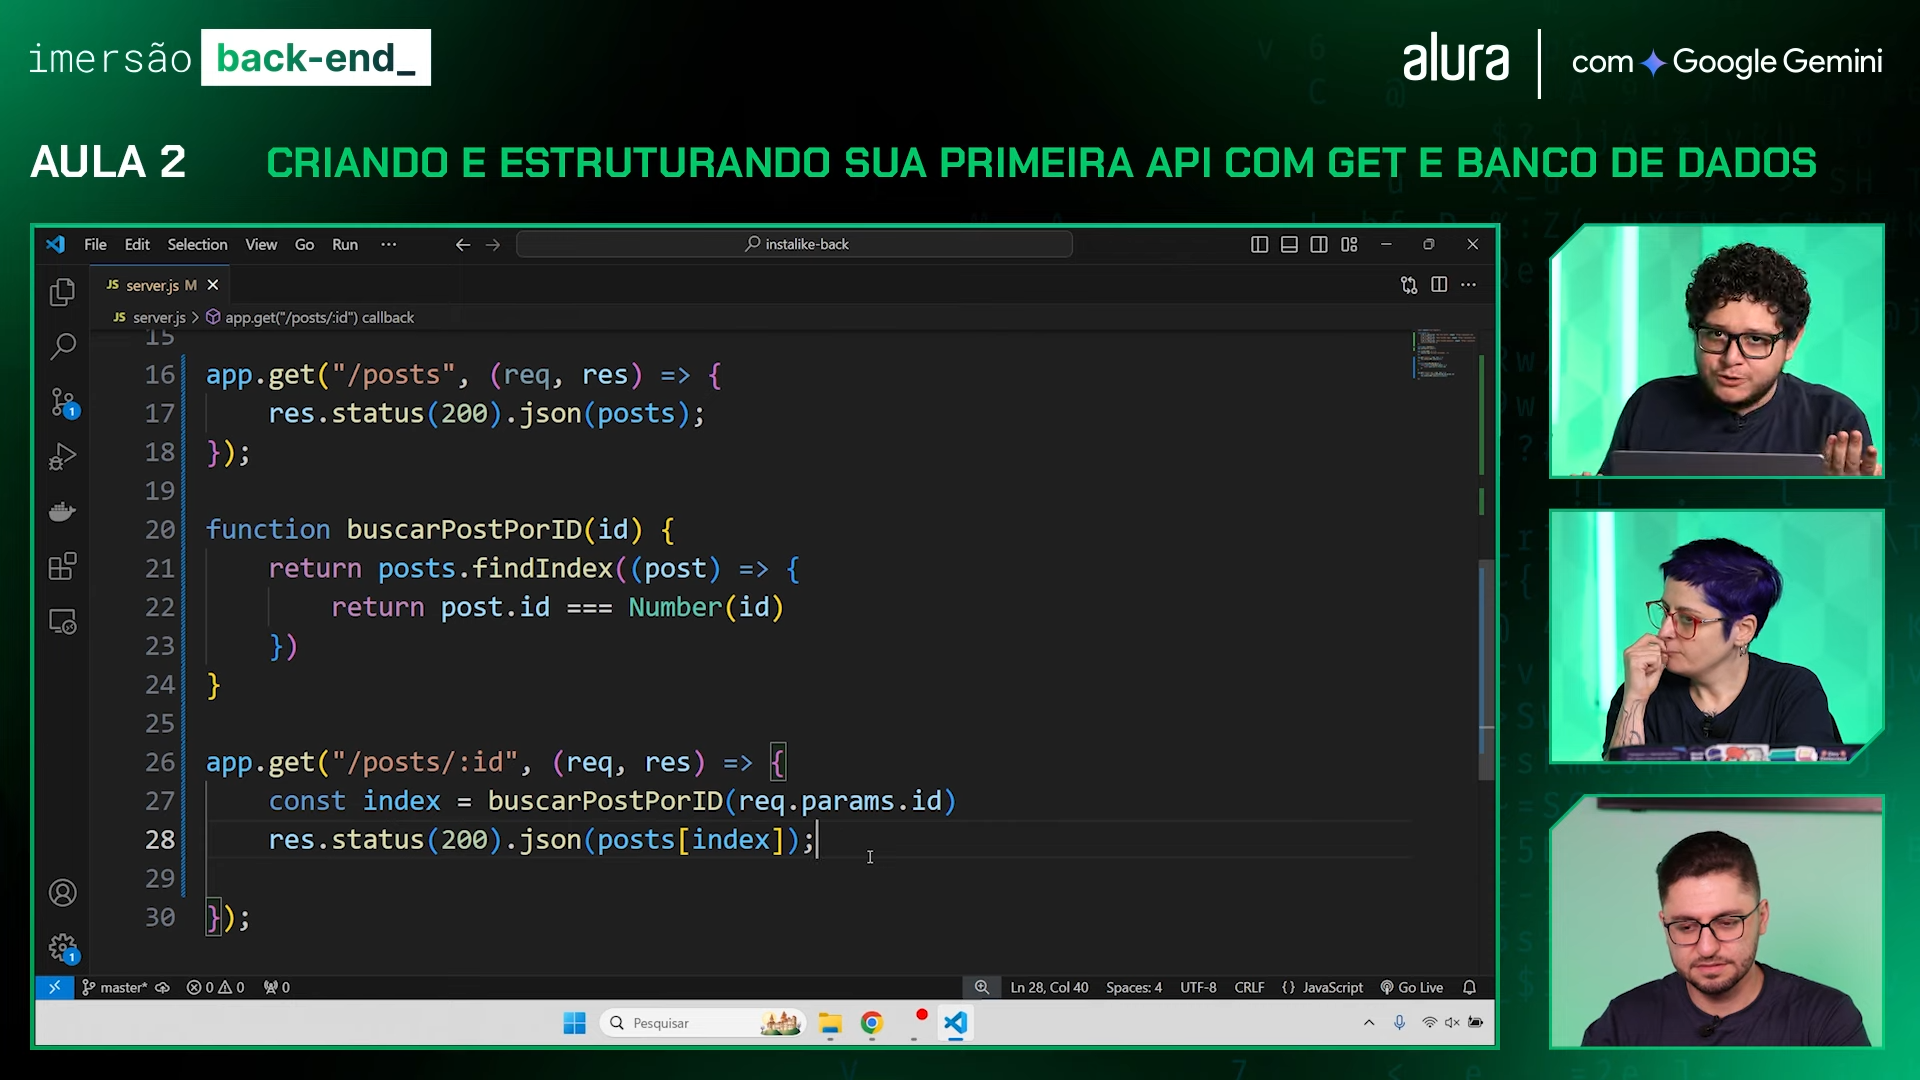 imersão back-end_
alura com Google Gemini
AULA 2 CRIANDO E ESTRUTURANDO SUA PRIMEIRA API COM GET E BANCO DE DADOS
File Edit Selection View Go Run ··· instalike-back
JS server.js M
JS server.js > app.get("/posts/:id") callback
15
16 app.get("/posts", (req, res) => {
17 res.status(200).json(posts);
18 });
19
20 function buscarPostPorID(id) {
21 return posts.findIndex((post) => {
22 return post.id === Number(id)
23 })
24 }
25
26 app.get("/posts/:id", (req, res) => {
27 const index = buscarPostPorID(req.params.id)
28 res.status(200).json(posts[index]);
29
30 });
1
1
master* 0 0 0 Ln 28, Col 40 Spaces: 4 UTF-8 CRLF {} JavaScript Go Live
Pesquisar